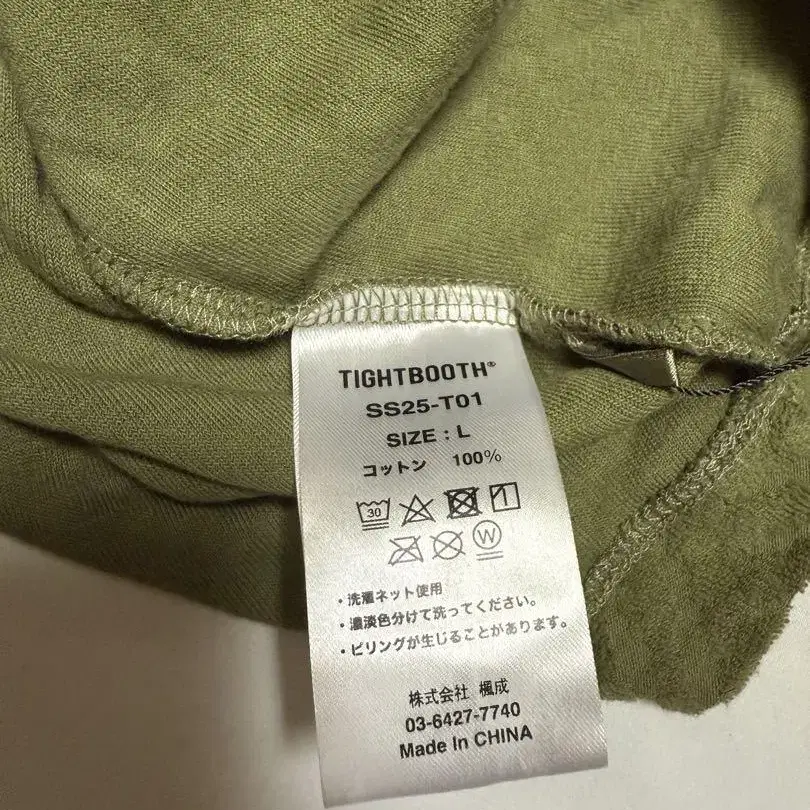 TIGHTBOOTH®
SS25-T01
SIZE : L
コットン 100%
30
W
・洗濯ネット使用
・濃淡色分けて洗ってください。
・ピリングが生じることがあります。
株式会社 楓成
03-6427-7740
Made In CHINA